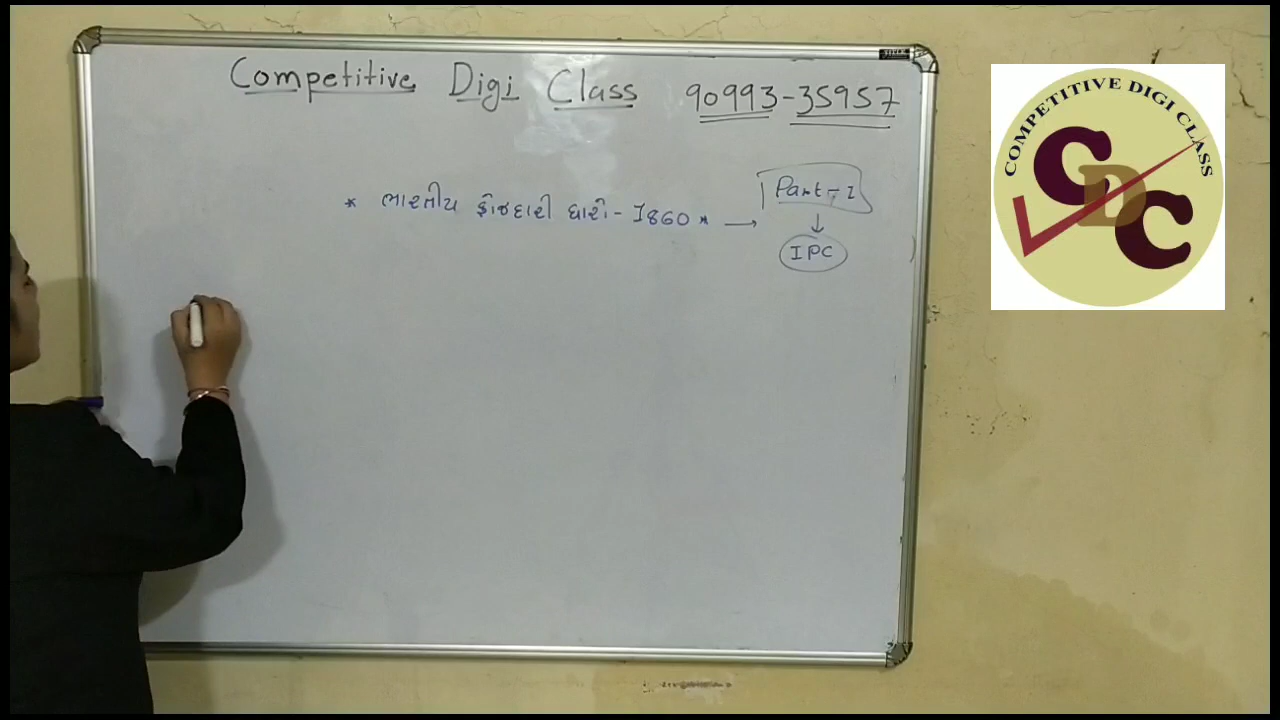 Competitive Digi Class 90993-35957
* ભારતીય ફોજદારી ધારો - 1860 * → Part-1
↓
IPC
COMPETITIVE DIGI CLASS
CDC